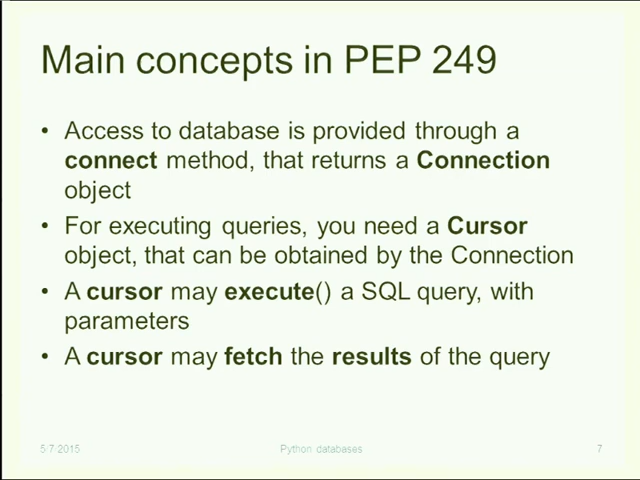 Main concepts in PEP 249
• Access to database is provided through a
connect method, that returns a Connection
object
• For executing queries, you need a Cursor
object, that can be obtained by the Connection
• A cursor may execute() a SQL query, with
parameters
• A cursor may fetch the results of the query
5/7/2015 Python databases 7